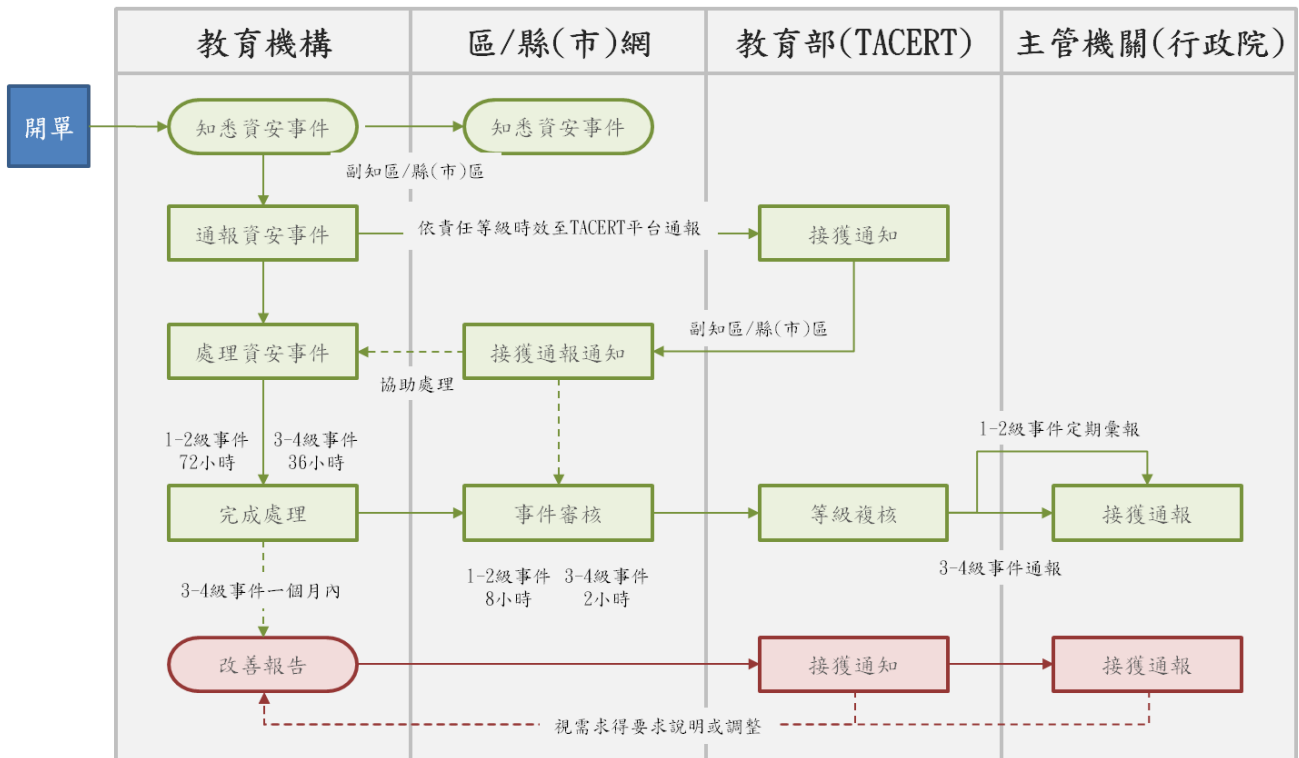 教育機構
區/縣(市)網
教育部(TACERT)
主管機關(行政院)
開單
知悉資安事件
知悉資安事件
副知區/縣(市)區
通報資安事件
依責任等級時效至TACERT平台通報
接獲通知
副知區/縣(市)區
處理資安事件
接獲通報通知
協助處理
1-2級事件
72小時
3-4級事件
36小時
1-2級事件定期彙報
完成處理
事件審核
等級複核
接獲通報
3-4級事件通報
1-2級事件
8小時
3-4級事件
2小時
3-4級事件一個月內
改善報告
接獲通知
接獲通報
視需求得要求說明或調整